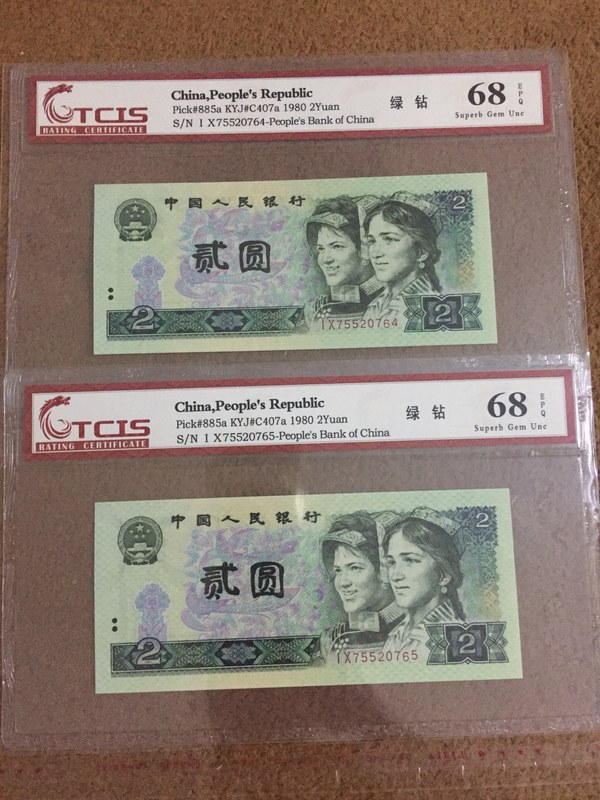 TCIS
RATING CERTIFICATE
China,People's Republic
Pick#885a KYJ#C407a 1980 2Yuan
S/N I X75520764-People's Bank of China
绿 钻
68 EPQ
Superb Gem Unc
中国人民银行
2
贰圆
IX75520764
2
2
TCIS
RATING CERTIFICATE
China,People's Republic
Pick#885a KYJ#C407a 1980 2Yuan
S/N I X75520765-People's Bank of China
绿 钻
68 EPQ
Superb Gem Unc
中国人民银行
2
贰圆
IX75520765
2
2